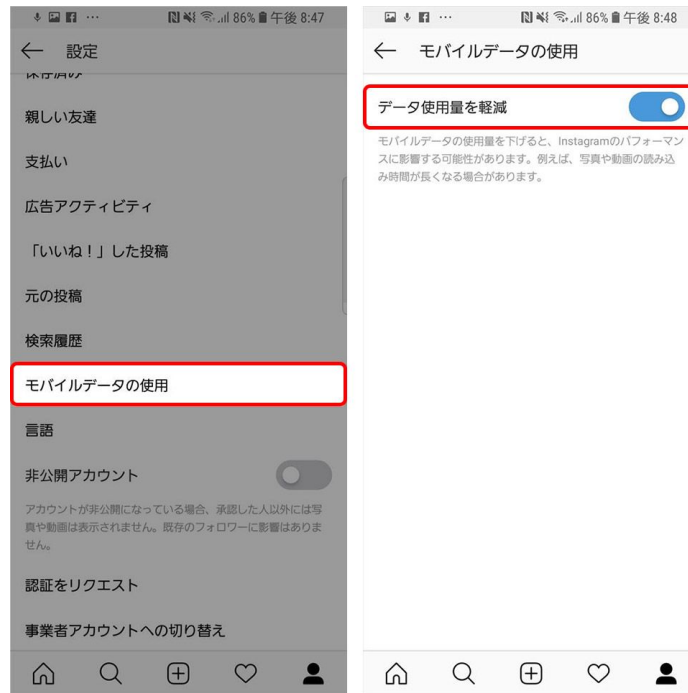 86% 午後 8:47
設定
保存済み
親しい友達
支払い
広告アクティビティ
「いいね！」した投稿
元の投稿
検索履歴
モバイルデータの使用
言語
非公開アカウント
アカウントが非公開になっている場合、承認した人以外には写
真や動画は表示されません。既存のフォロワーに影響はありま
せん。
認証をリクエスト
事業者アカウントへの切り替え
86% 午後 8:48
モバイルデータの使用
データ使用量を軽減
モバイルデータの使用量を下げると、Instagramのパフォーマン
スに影響する可能性があります。例えば、写真や動画の読み込
み時間が長くなる場合があります。